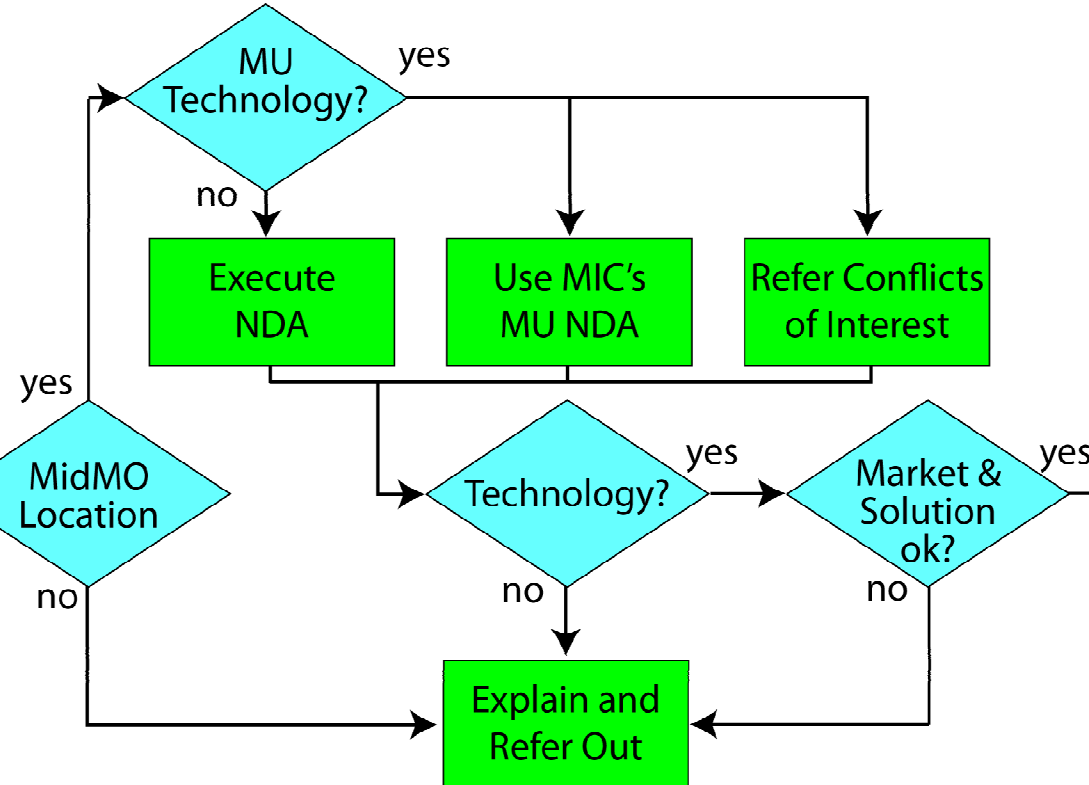 MU
Technology?
yes
no
Execute
NDA
Use MIC's
MU NDA
Refer Conflicts
of Interest
yes
MidMO
Location
no
Technology?
yes
no
Market &
Solution
ok?
yes
no
Explain and
Refer Out